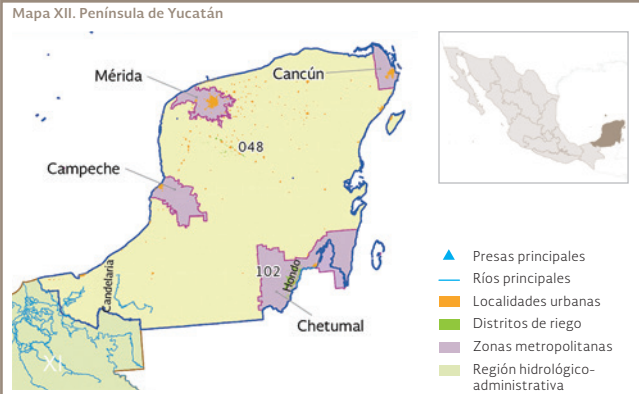 Mapa XII. Península de Yucatán
Mérida
Cancún
048
Campeche
Candelaria
102
Hondo
Chetumal
XI
Presas principales
Ríos principales
Localidades urbanas
Distritos de riego
Zonas metropolitanas
Región hidrológico-
administrativa